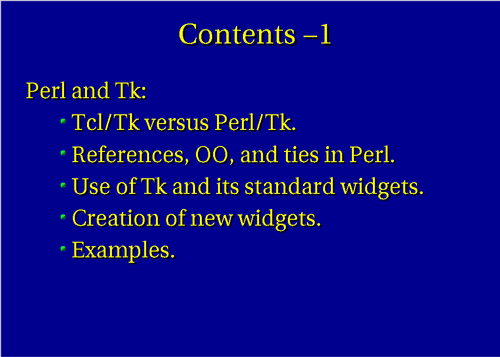 Contents –1
Perl and Tk:
Tcl/Tk versus Perl/Tk.
References, OO, and ties in Perl.
Use of Tk and its standard widgets.
Creation of new widgets.
Examples.